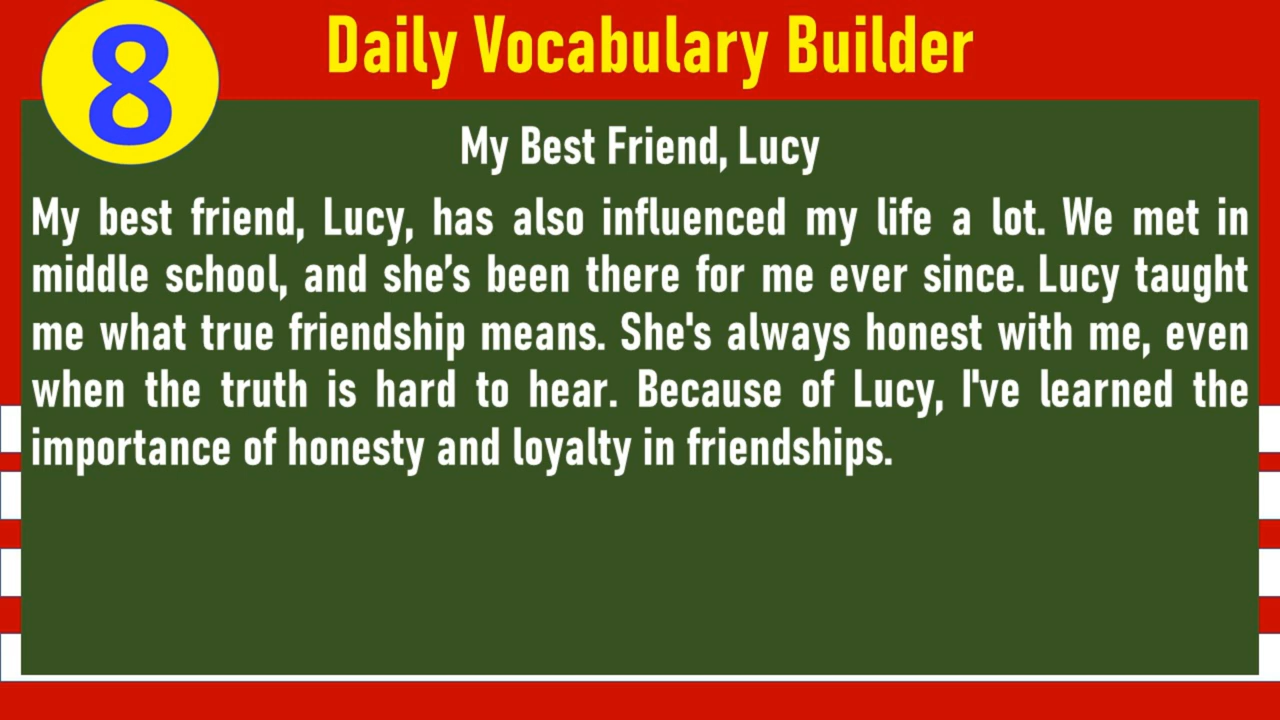 8
Daily Vocabulary Builder
My Best Friend, Lucy
My best friend, Lucy, has also influenced my life a lot. We met in
middle school, and she’s been there for me ever since. Lucy taught
me what true friendship means. She's always honest with me, even
when the truth is hard to hear. Because of Lucy, I've learned the
importance of honesty and loyalty in friendships.